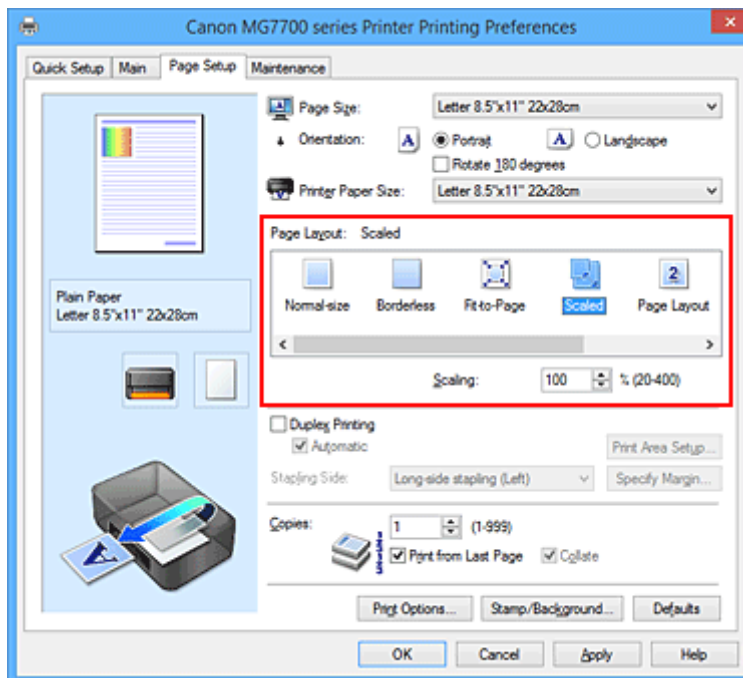 Canon MG7700 series Printer Printing Preferences
Quick Setup Main Page Setup Maintenance
Page Size: Letter 8.5"x11" 22x28cm
Orientation: A Portrait A Landscape
Rotate 180 degrees
Printer Paper Size: Letter 8.5"x11" 22x28cm
Page Layout: Scaled
Normal-size Borderless Fit-to-Page Scaled Page Layout
Scaling: 100 % (20-400)
Plain Paper
Letter 8.5"x11" 22x28cm
Duplex Printing
Automatic Print Area Setup...
Stapling Side: Long-side stapling (Left) Specify Margin...
Copies: 1 (1-999)
Print from Last Page Collate
Print Options... Stamp/Background... Defaults
OK Cancel Apply Help